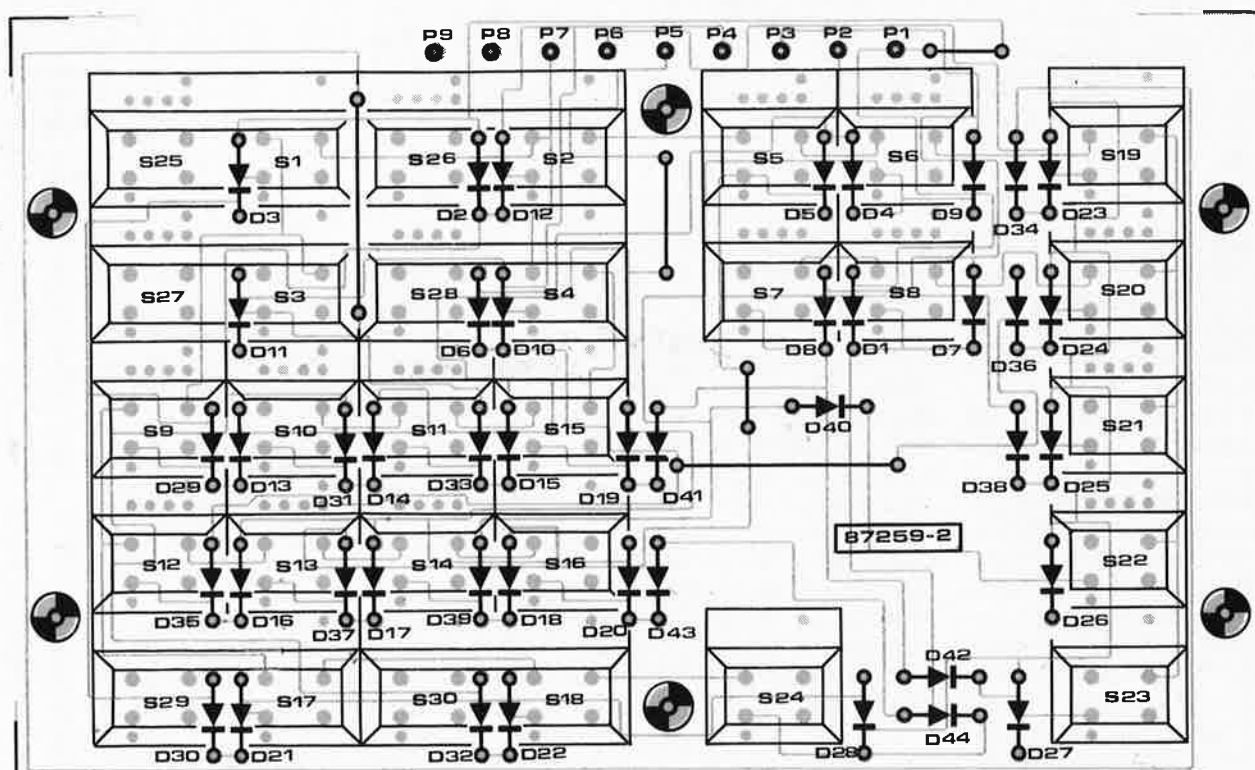 P9 P8 P7 P6 P5 P4 P3 P2 P1
S25 S1 S26 S2 S5 S6 S19
D3 D2 D12 D5 D4 D9 D34 D23
S27 S3 S28 S4 S7 S8 S20
D11 D6 D10 D8 D1 D7 D36 D24
S9 S10 S11 S15 D40 S21
D29 D13 D31 D14 D33 D15 D19 D41 D38 D25
87259-2
S12 S13 S14 S16 S22
D35 D16 D37 D17 D39 D18 D20 D43 D26
D42
S29 S17 S30 S18 S24 S23
D44
D30 D21 D32 D22 D28 D27